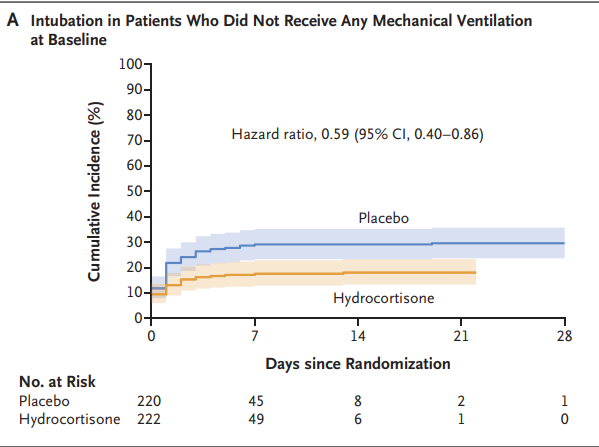 A Intubation in Patients Who Did Not Receive Any Mechanical Ventilation
at Baseline
Cumulative Incidence (%)
100
90
80
70
60
50
40
30
20
10
0
Hazard ratio, 0.59 (95% CI, 0.40–0.86)
Placebo
Hydrocortisone
0 7 14 21 28
Days since Randomization
No. at Risk
Placebo 220 45 8 2 1
Hydrocortisone 222 49 6 1 0